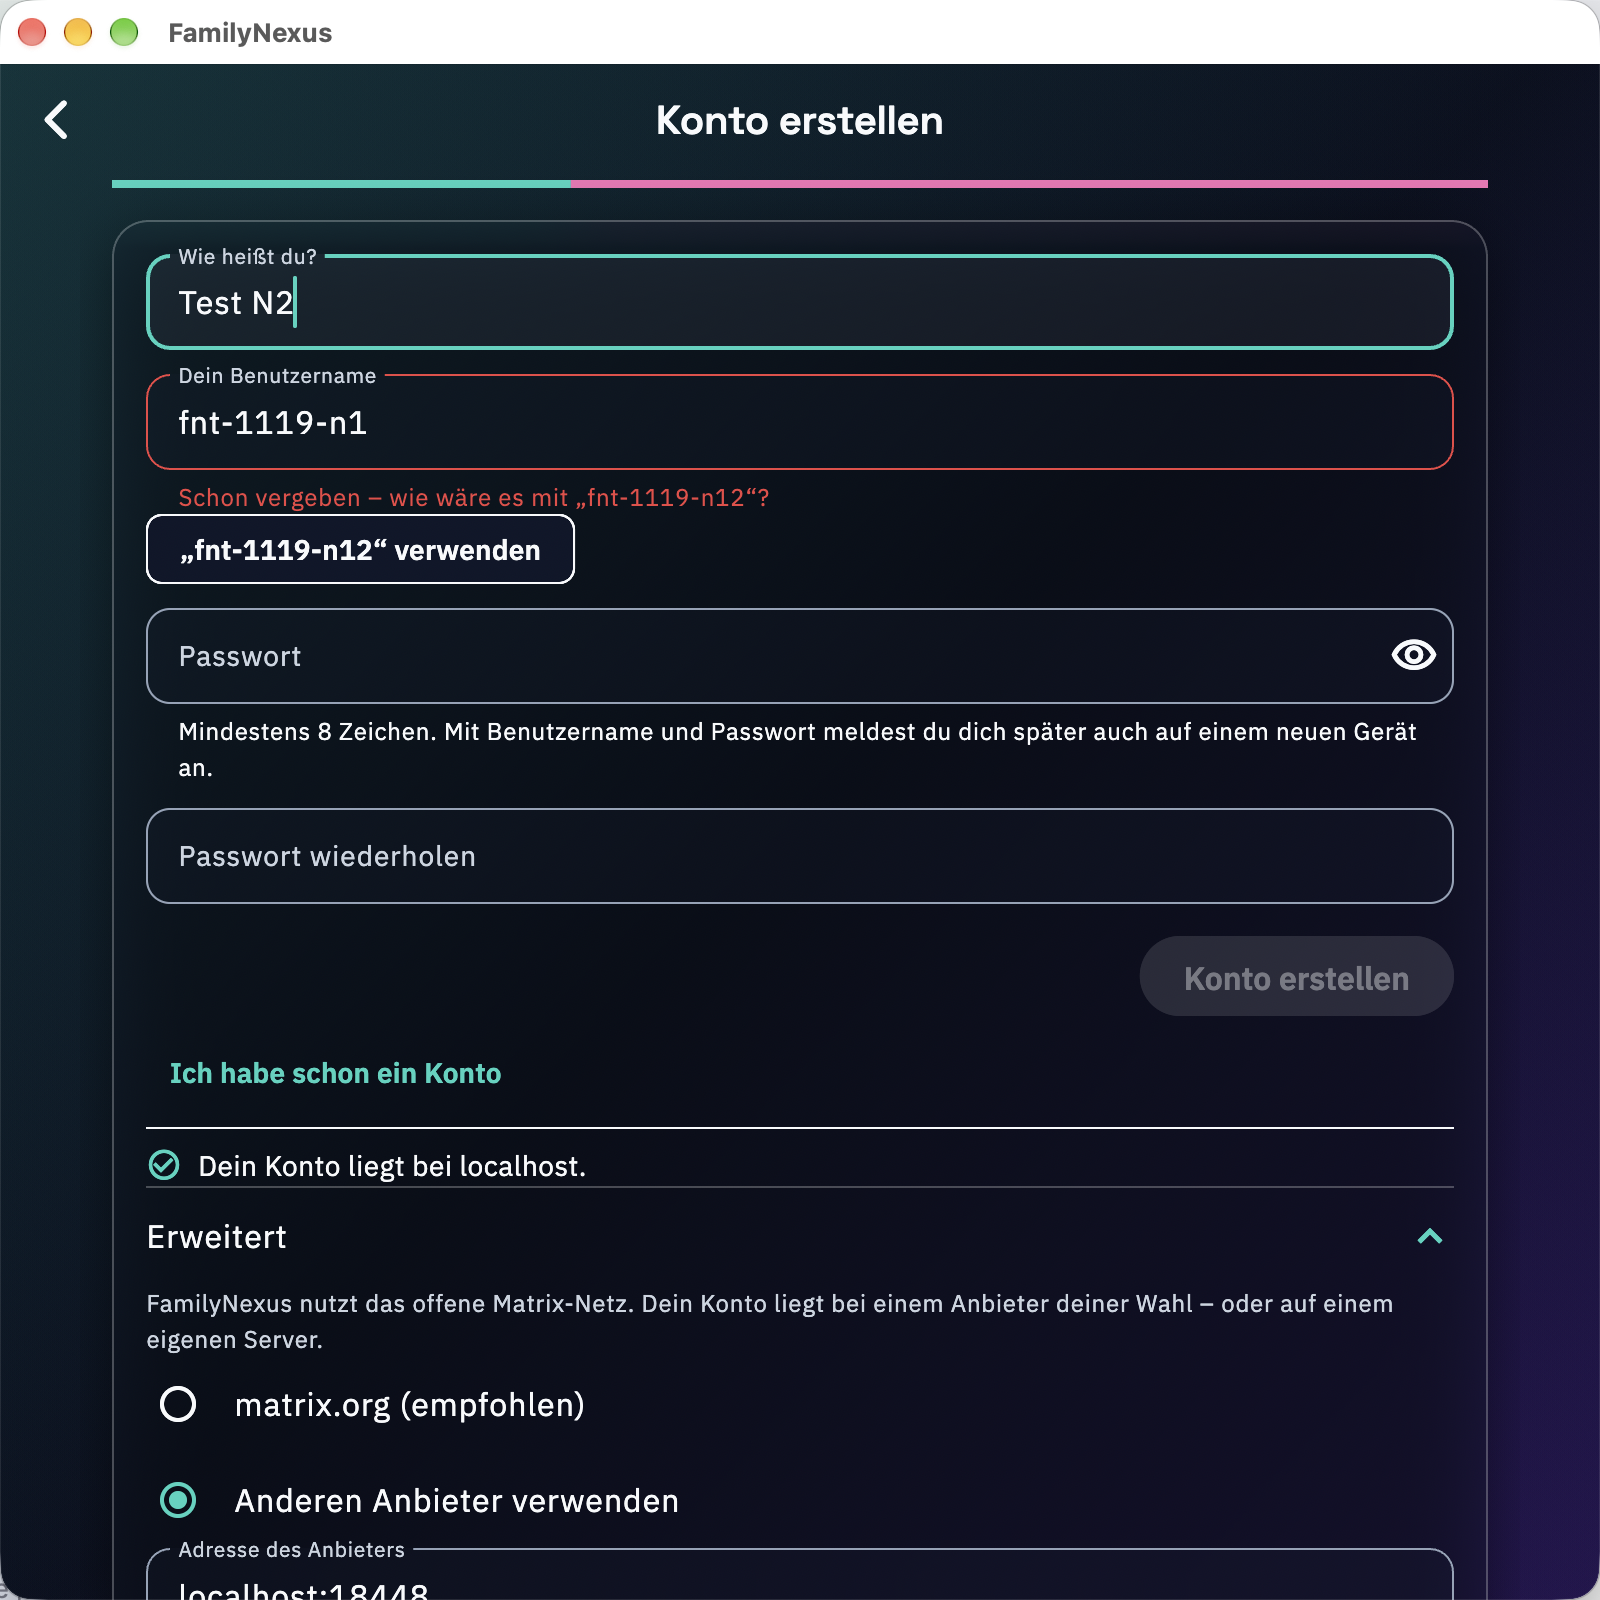 FamilyNexus
Konto erstellen
Wie heißt du?
Test N2
Dein Benutzername
fnt-1119-n1
Schon vergeben – wie wäre es mit „fnt-1119-n12“?
„fnt-1119-n12“ verwenden
Passwort
Mindestens 8 Zeichen. Mit Benutzername und Passwort meldest du dich später auch auf einem neuen Gerät
an.
Passwort wiederholen
Konto erstellen
Ich habe schon ein Konto
Dein Konto liegt bei localhost.
Erweitert
FamilyNexus nutzt das offene Matrix-Netz. Dein Konto liegt bei einem Anbieter deiner Wahl – oder auf einem
eigenen Server.
matrix.org (empfohlen)
Anderen Anbieter verwenden
Adresse des Anbieters
localhost:18448